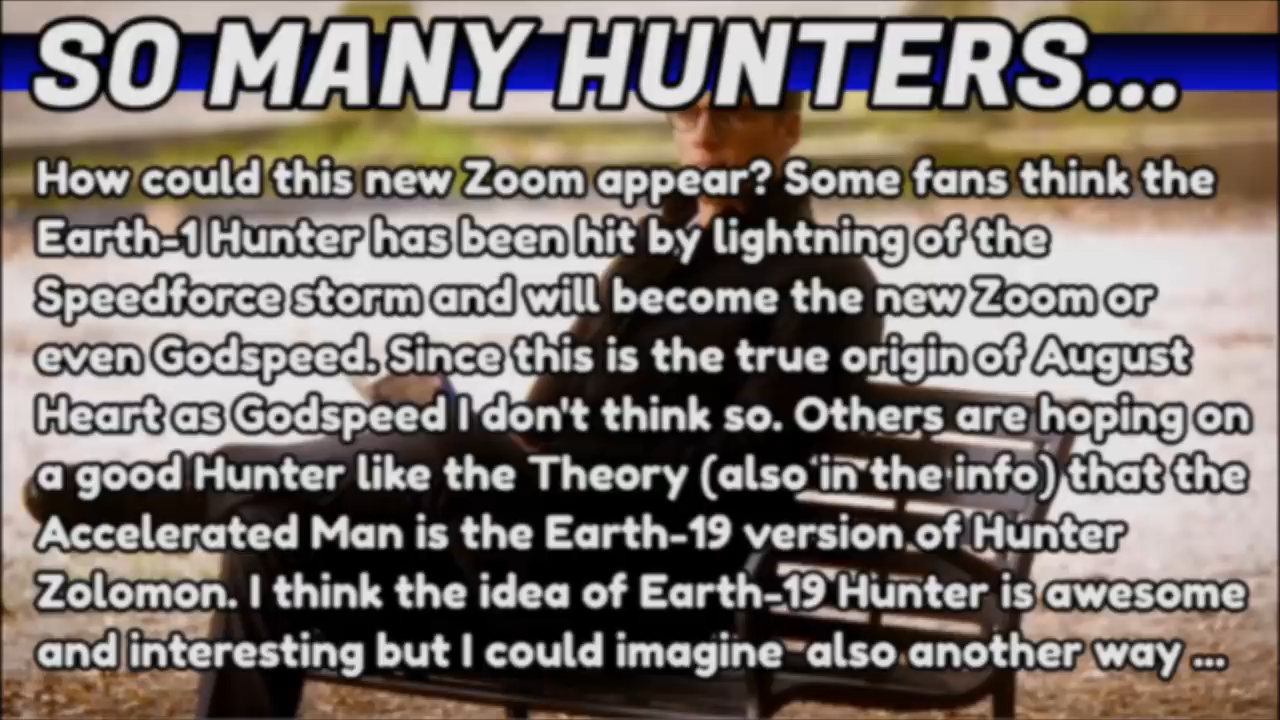 SO MANY HUNTERS...
How could this new Zoom appear? Some fans think the
Earth-1 Hunter has been hit by lightning of the
Speedforce storm and will become the new Zoom or
even Godspeed. Since this is the true origin of August
Heart as Godspeed I don't think so. Others are hoping on
a good Hunter like the Theory (also in the info) that the
Accelerated Man is the Earth-19 version of Hunter
Zolomon. I think the idea of Earth-19 Hunter is awesome
and interesting but I could imagine also another way ...